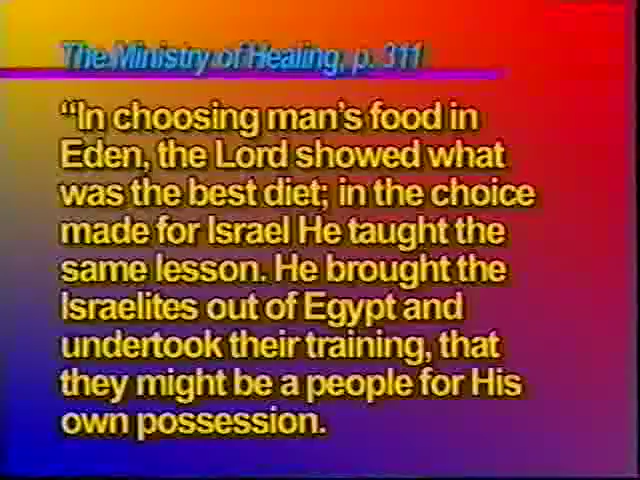 The Ministry of Healing, p. 311
“In choosing man’s food in
Eden, the Lord showed what
was the best diet; in the choice
made for Israel He taught the
same lesson. He brought the
Israelites out of Egypt and
undertook their training, that
they might be a people for His
own possession.